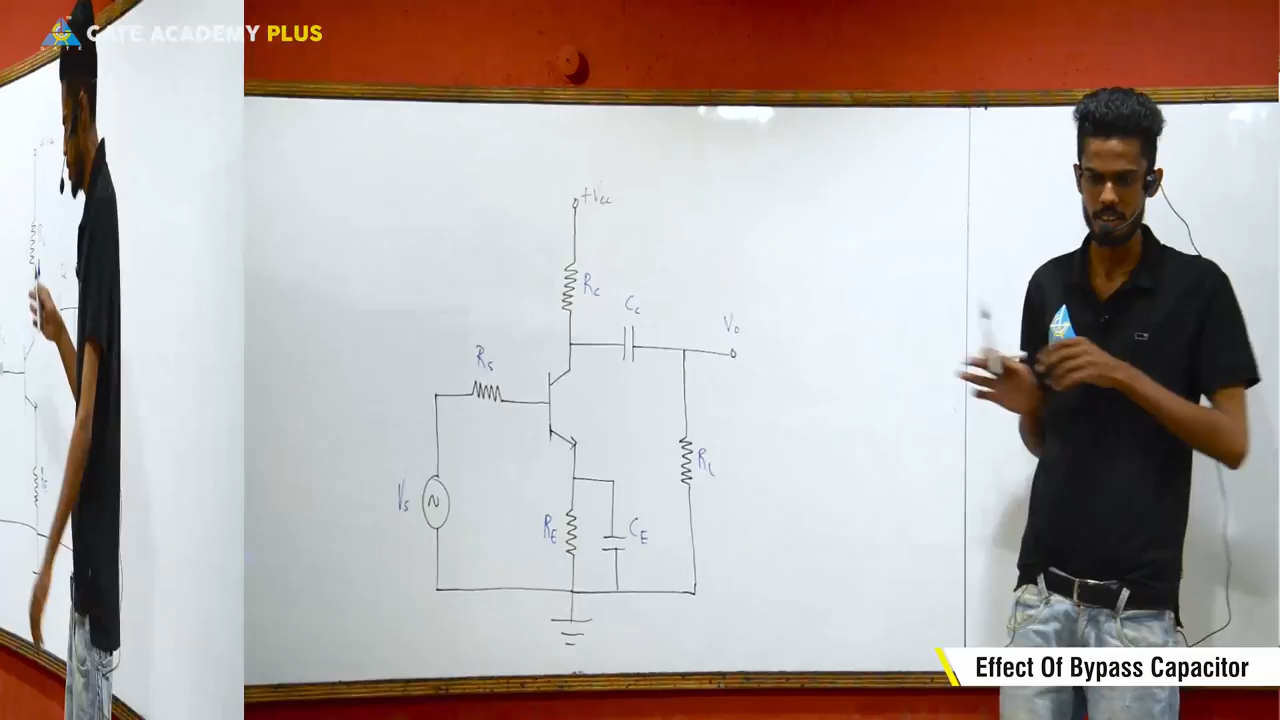 GATE ACADEMY PLUS
+Vcc
Rc
Cc
Vo
Rs
RL
Vs
RE
CE
Effect Of Bypass Capacitor